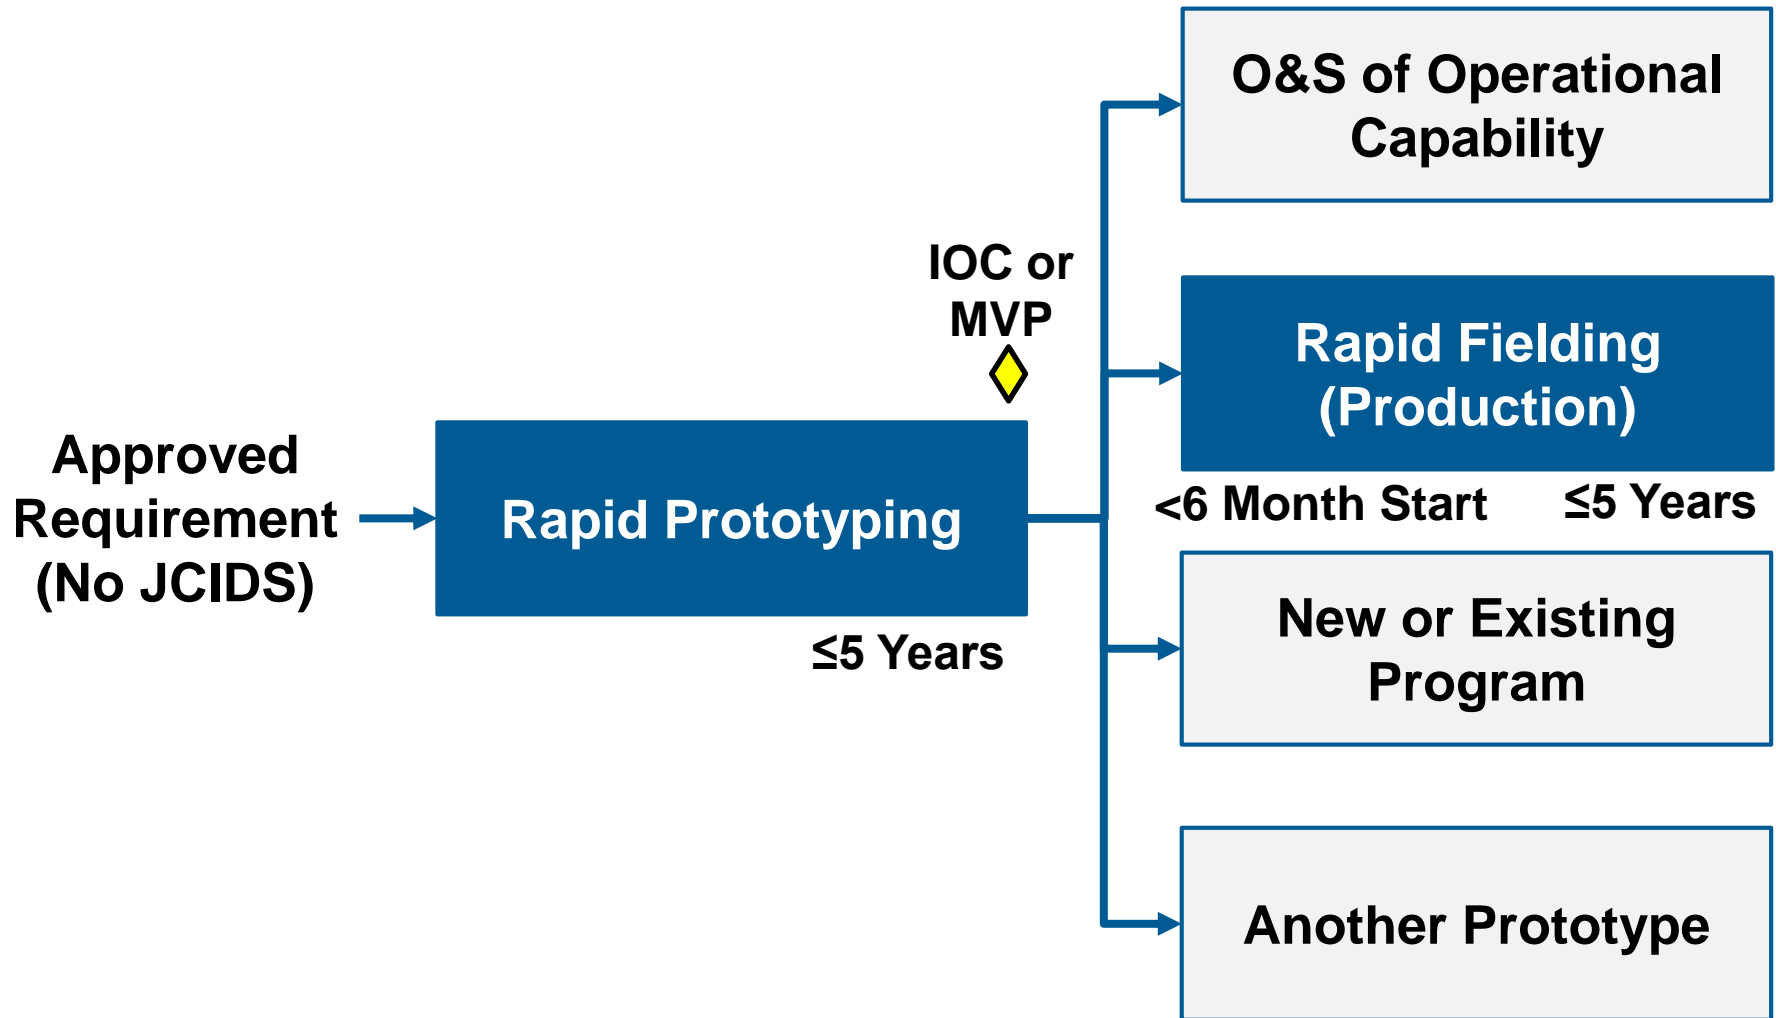 Approved
Requirement
(No JCIDS)
Rapid Prototyping
≤5 Years
IOC or
MVP
O&S of Operational
Capability
Rapid Fielding
(Production)
<6 Month Start
≤5 Years
New or Existing
Program
Another Prototype